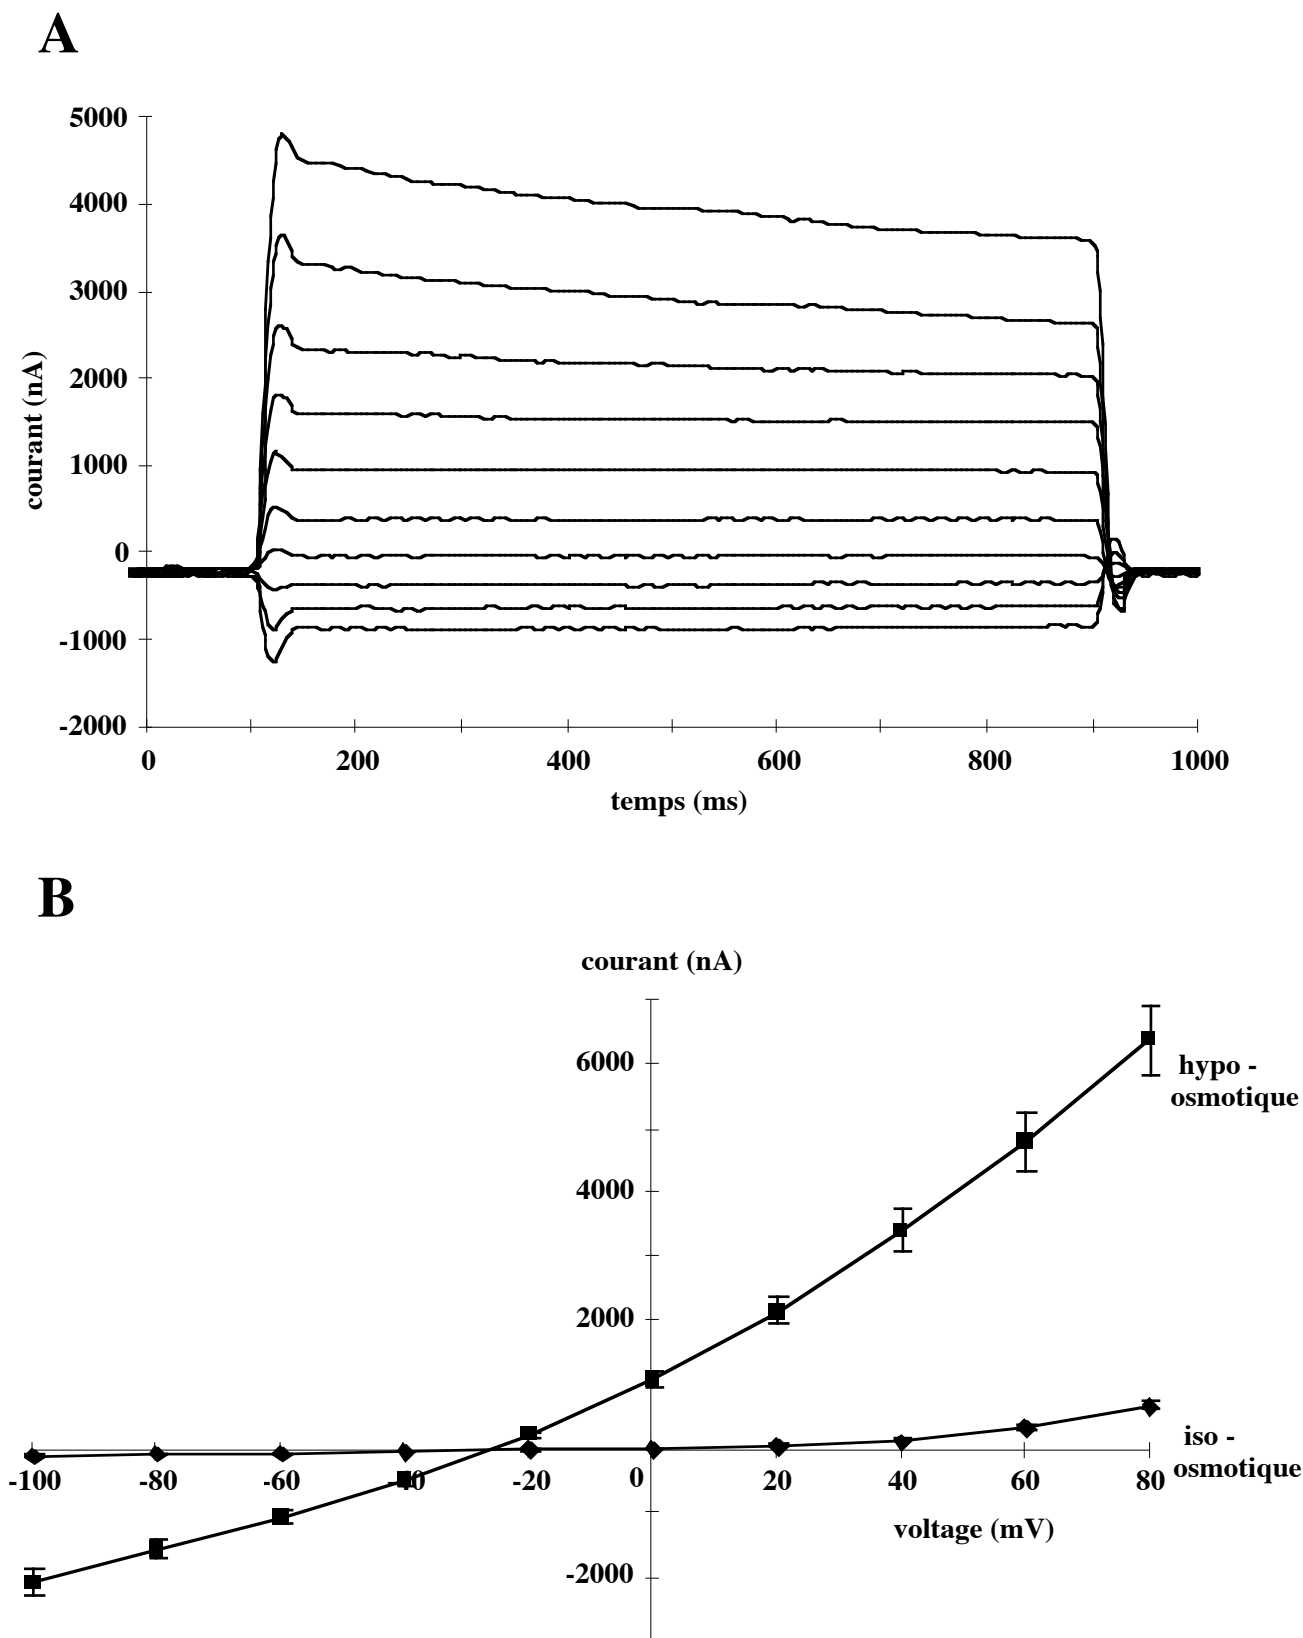 A
5000
4000
3000
2000
1000
0
-1000
-2000
courant (nA)
0 200 400 600 800 1000
temps (ms)
B
courant (nA)
6000
4000
2000
0
-2000
hypo -
osmotique
iso -
osmotique
-100 -80 -60 -40 -20 20 40 60 80
voltage (mV)